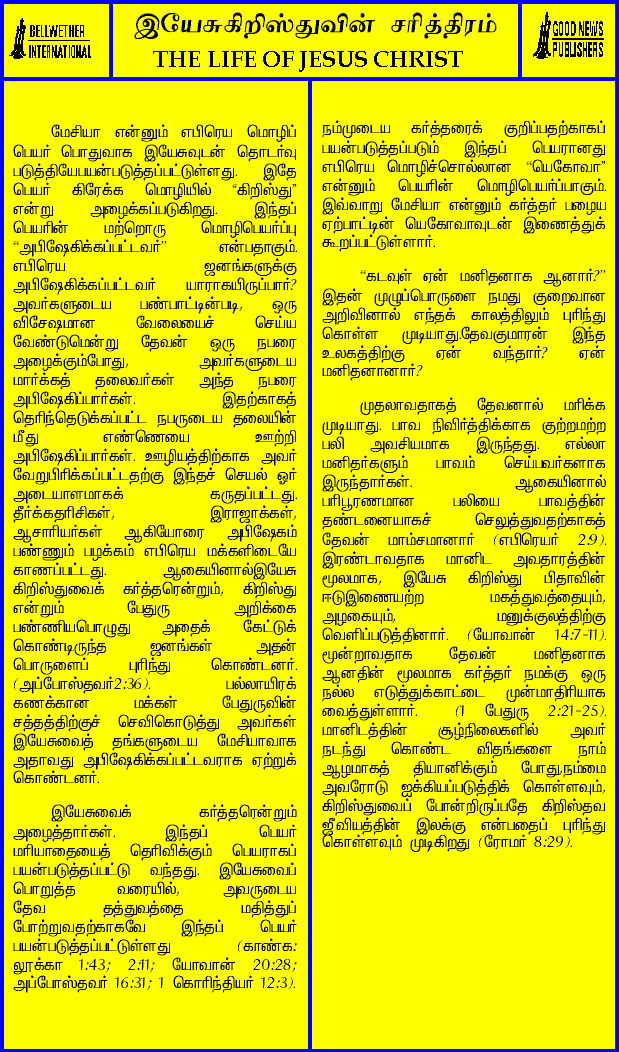 BELLWETHER
INTERNATIONAL
இயேசுகிறிஸ்துவின் சரித்திரம்
THE LIFE OF JESUS CHRIST
GOOD NEWS
PUBLISHERS
மேசியா என்னும் எபிரெய மொழிப்
பெயர் பொதுவாக இயேசுவுடன் தொடர்வு
படுத்தியேபயன்படுத்தப்பட்டுள்ளது. இதே
பெயர் கிரேக்க மொழியில் “கிறிஸ்து”
என்று அழைக்கப்படுகிறது. இந்தப்
பெயரின் மற்றொரு மொழிபெயர்ப்பு
“அபிஷேகிக்கப்பட்டவர்” என்பதாகும்.
எபிரெய ஜனங்களுக்கு
அபிஷேகிக்கப்பட்டவர் யாராகயிருப்பார்?
அவர்களுடைய பண்பாட்டின்படி, ஒரு
விசேஷமான வேலையைச் செய்ய
வேண்டுமென்று தேவன் ஒரு நபரை
அழைக்கும்போது, அவர்களுடைய
மார்க்கத் தலைவர்கள் அந்த நபரை
அபிஷேகிப்பார்கள். இதற்காகத்
தெரிந்தெடுக்கப்பட்ட நபருடைய தலையின்
மீது எண்ணெயை ஊற்றி
அபிஷேகிப்பார்கள். ஊழியத்திற்காக அவர்
வேறுபிரிக்கப்பட்டதற்கு இந்தச் செயல் ஓர்
அடையாளமாகக் கருதப்பட்டது.
தீர்க்கதரிசிகள், இராஜாக்கள்,
ஆசாரியர்கள் ஆகியோரை அபிஷேகம்
பண்ணும் பழக்கம் எபிரெய மக்களிடையே
காணப்பட்டது. ஆகையினால்இயேசு
கிறிஸ்துவைக் கர்த்தரென்றும், கிறிஸ்து
என்றும் பேதுரு அறிக்கை
பண்ணியபொழுது அதைக் கேட்டுக்
கொண்டிருந்த ஜனங்கள் அதன்
பொருளைப் புரிந்து கொண்டனர்.
(அப்போஸ்தவர்2:36). பல்லாயிரக்
கணக்கான மக்கள் பேதுருவின்
சத்தத்திற்குச் செவிகொடுத்து அவர்கள்
இயேசுவைத் தங்களுடைய மேசியாவாக
அதாவது அபிஷேகிக்கப்பட்டவராக ஏற்றுக்
கொண்டனர்.
இயேசுவைக் கர்த்தரென்றும்
அழைத்தார்கள். இந்தப் பெயர்
மரியாதையைத் தெரிவிக்கும் பெயராகப்
பயன்படுத்தப்பட்டு வந்தது. இயேசுவைப்
பொறுத்த வரையில், அவருடைய
தேவ தத்துவத்தை மதித்துப்
போற்றுவதற்காகவே இந்தப் பெயர்
பயன்படுத்தப்பட்டுள்ளது (காண்க:
லூக்கா 1:43; 2:11; யோவான் 20:28;
அப்போஸ்தவர் 16:31; 1 கொரிந்தியர் 12:3).
நம்முடைய கர்த்தரைக் குறிப்பதற்காகப்
பயன்படுத்தப்படும் இந்தப் பெயரானது
எபிரெய மொழிச்சொல்லான “யெகோவா”
என்னும் பெயரின் மொழிபெயர்ப்பாகும்.
இவ்வாறு மேசியா என்னும் கர்த்தர் பழைய
ஏற்பாட்டின் யெகோவாவுடன் இணைத்துக்
கூறப்பட்டுள்ளார்.
“கடவுள் ஏன் மனிதனாக ஆனார்?”
இதன் முழுப்பொருளை நமது குறைவான
அறிவினால் எந்தக் காலத்திலும் புரிந்து
கொள்ள முடியாது.தேவகுமாரன் இந்த
உலகத்திற்கு ஏன் வந்தார்? ஏன்
மனிதனானார்?
முதலாவதாகத் தேவனால் மரிக்க
முடியாது. பாவ நிவிர்த்திக்காக குற்றமற்ற
பலி அவசியமாக இருந்தது. எல்லா
மனிதர்களும் பாவம் செய்பவர்களாக
இருந்தார்கள். ஆகையினால்
பரிபூரணமான பலியை பாவத்தின்
தண்டனையாகச் செலுத்துவதற்காகத்
தேவன் மாம்சமானார் (எபிரெயர் 2:9).
இரண்டாவதாக மானிட அவதாரத்தின்
மூலமாக, இயேசு கிறிஸ்து பிதாவின்
ஈடுஇணையற்ற மகத்துவத்தையும்,
அழகையும், மனுக்குலத்திற்கு
வெளிப்படுத்தினார். (யோவான் 14:7-11).
மூன்றாவதாக தேவன் மனிதனாக
ஆனதின் மூலமாக கர்த்தர் நமக்கு ஒரு
நல்ல எடுத்துக்காட்டை முன்மாதிரியாக
வைத்துள்ளார். (1 பேதுரு 2:21-25).
மானிடத்தின் சூழ்நிலைகளில் அவர்
நடந்து கொண்ட விதங்களை நாம்
ஆழமாகத் தியானிக்கும் போது,நம்மை
அவரோடு ஐக்கியப்படுத்திக் கொள்ளவும்,
கிறிஸ்துவைப் போன்றிருப்பதே கிறிஸ்தவ
ஜீவியத்தின் இலக்கு என்பதைப் புரிந்து
கொள்ளவும் முடிகிறது (ரோமர் 8:29).